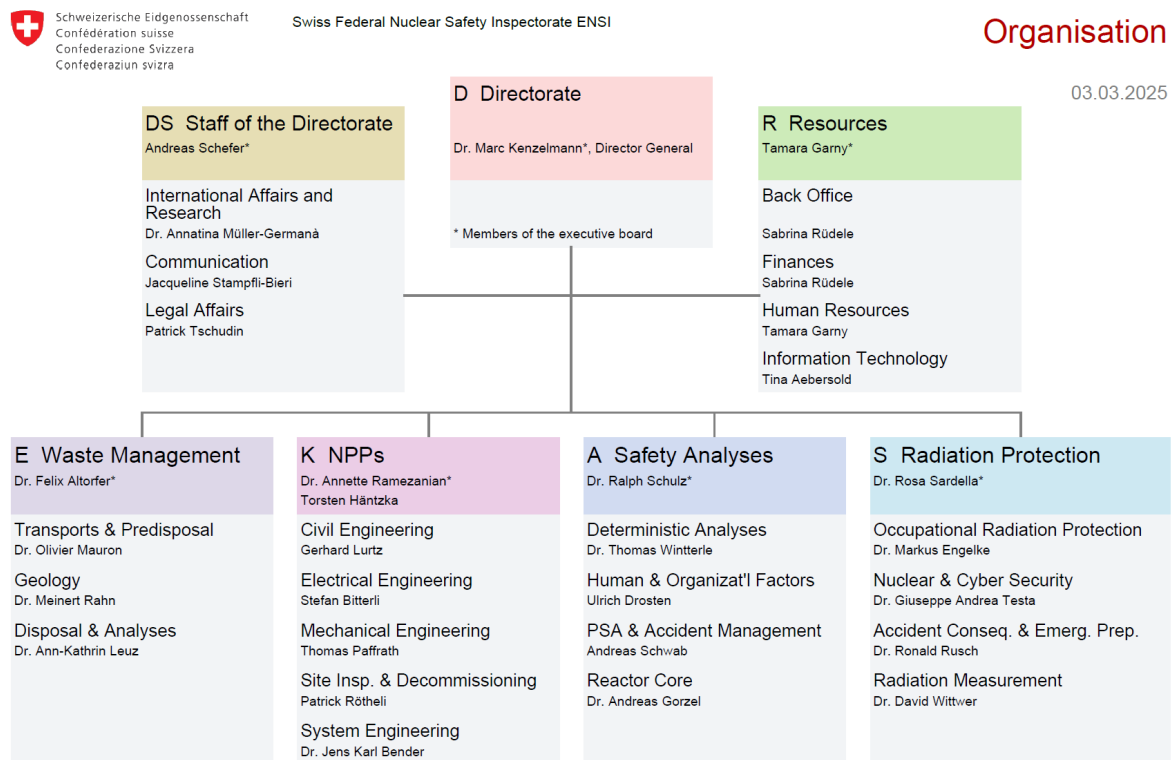 Schweizerische Eidgenossenschaft
Confédération suisse
Confederazione Svizzera
Confederaziun svizra
Swiss Federal Nuclear Safety Inspectorate ENSI
Organisation
03.03.2025
D Directorate
Dr. Marc Kenzelmann*, Director General
* Members of the executive board
DS Staff of the Directorate
Andreas Schefer*
International Affairs and
Research
Dr. Annatina Müller-Germanà
Communication
Jacqueline Stampfli-Bieri
Legal Affairs
Patrick Tschudin
R Resources
Tamara Garny*
Back Office
Sabrina Rüdele
Finances
Sabrina Rüdele
Human Resources
Tamara Garny
Information Technology
Tina Aebersold
E Waste Management
Dr. Felix Altorfer*
Transports & Predisposal
Dr. Olivier Mauron
Geology
Dr. Meinert Rahn
Disposal & Analyses
Dr. Ann-Kathrin Leuz
K NPPs
Dr. Annette Ramezanian*
Torsten Häntzka
Civil Engineering
Gerhard Lurtz
Electrical Engineering
Stefan Bitterli
Mechanical Engineering
Thomas Paffrath
Site Insp. & Decommissioning
Patrick Rötheli
System Engineering
Dr. Jens Karl Bender
A Safety Analyses
Dr. Ralph Schulz*
Deterministic Analyses
Dr. Thomas Wintterle
Human & Organizat'l Factors
Ulrich Drosten
PSA & Accident Management
Andreas Schwab
Reactor Core
Dr. Andreas Gorzel
S Radiation Protection
Dr. Rosa Sardella*
Occupational Radiation Protection
Dr. Markus Engelke
Nuclear & Cyber Security
Dr. Giuseppe Andrea Testa
Accident Conseq. & Emerg. Prep.
Dr. Ronald Rusch
Radiation Measurement
Dr. David Wittwer